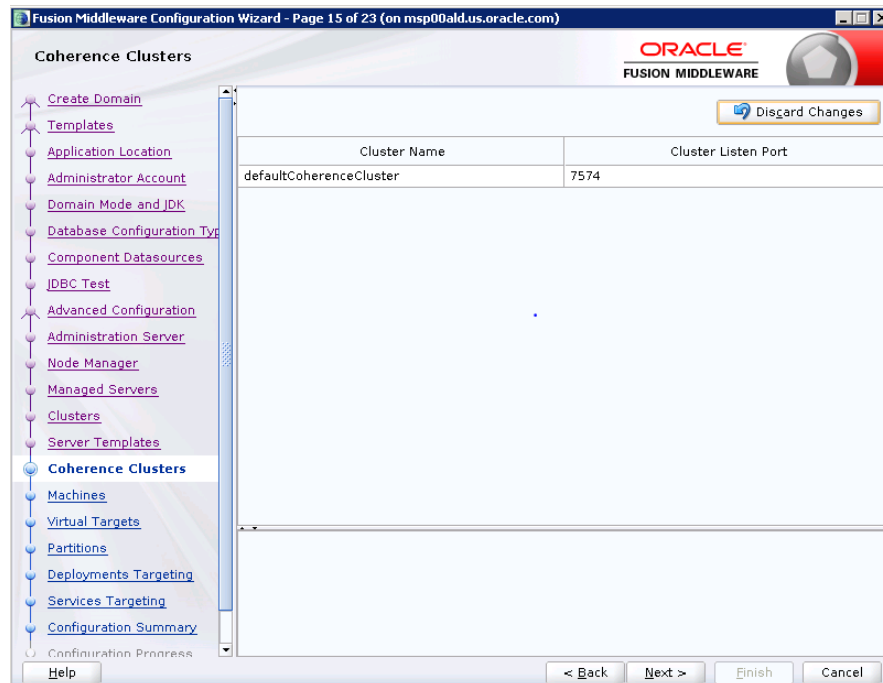 Fusion Middleware Configuration Wizard - Page 15 of 23 (on msp00ald.us.oracle.com)
Coherence Clusters
ORACLE
FUSION MIDDLEWARE
Create Domain
Templates
Application Location
Administrator Account
Domain Mode and JDK
Database Configuration Typ
Component Datasources
JDBC Test
Advanced Configuration
Administration Server
Node Manager
Managed Servers
Clusters
Server Templates
Coherence Clusters
Machines
Virtual Targets
Partitions
Deployments Targeting
Services Targeting
Configuration Summary
Configuration Progress
Discard Changes
Cluster Name Cluster Listen Port
defaultCoherenceCluster 7574
Help < Back Next > Finish Cancel